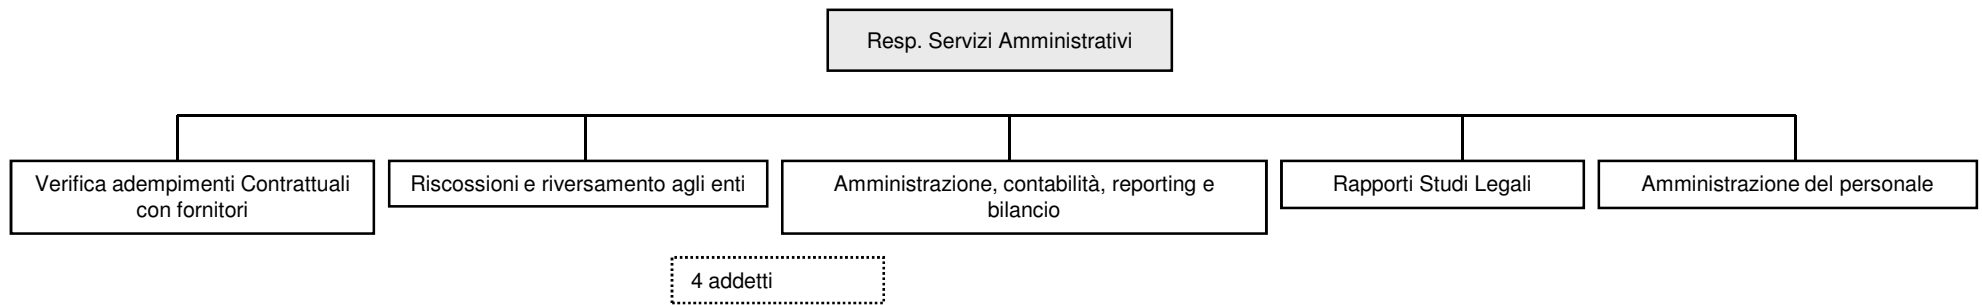 Resp. Servizi Amministrativi
Verifica adempimenti Contrattuali
con fornitori
Riscossioni e riversamento agli enti
Amministrazione, contabilità, reporting e
bilancio
Rapporti Studi Legali
Amministrazione del personale
4 addetti